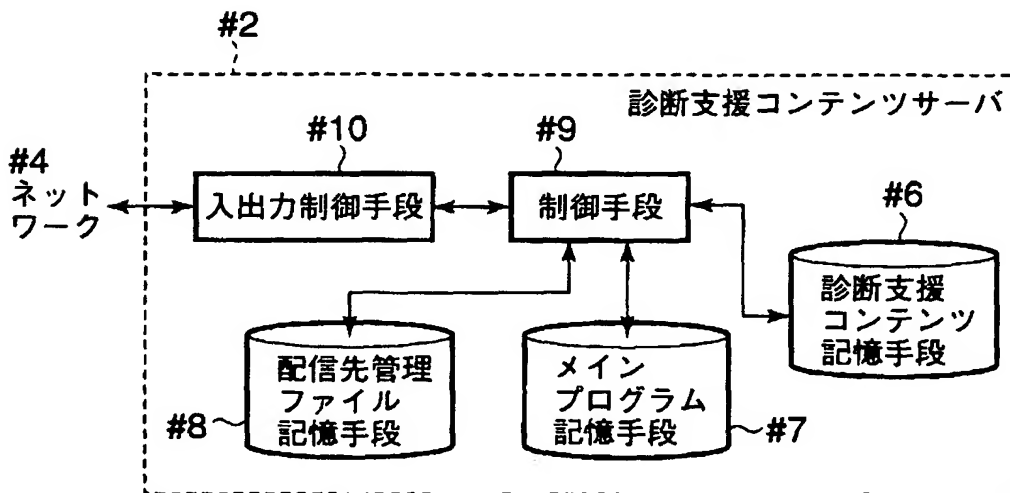 #2
診断支援コンテンツサーバ
#10
#9
#4
ネット
ワーク
入出力制御手段
制御手段
#6
診断支援
コンテンツ
記憶手段
配信先管理
ファイル
記憶手段
#8
メイン
プログラム
記憶手段
#7